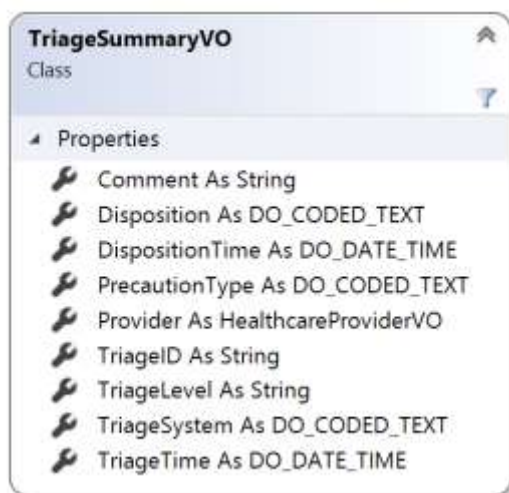 TriageSummaryVO
Class
Properties
Comment As String
Disposition As DO_CODED_TEXT
DispositionTime As DO_DATE_TIME
PrecautionType As DO_CODED_TEXT
Provider As HealthcareProviderVO
TriageID As String
TriageLevel As String
TriageSystem As DO_CODED_TEXT
TriageTime As DO_DATE_TIME